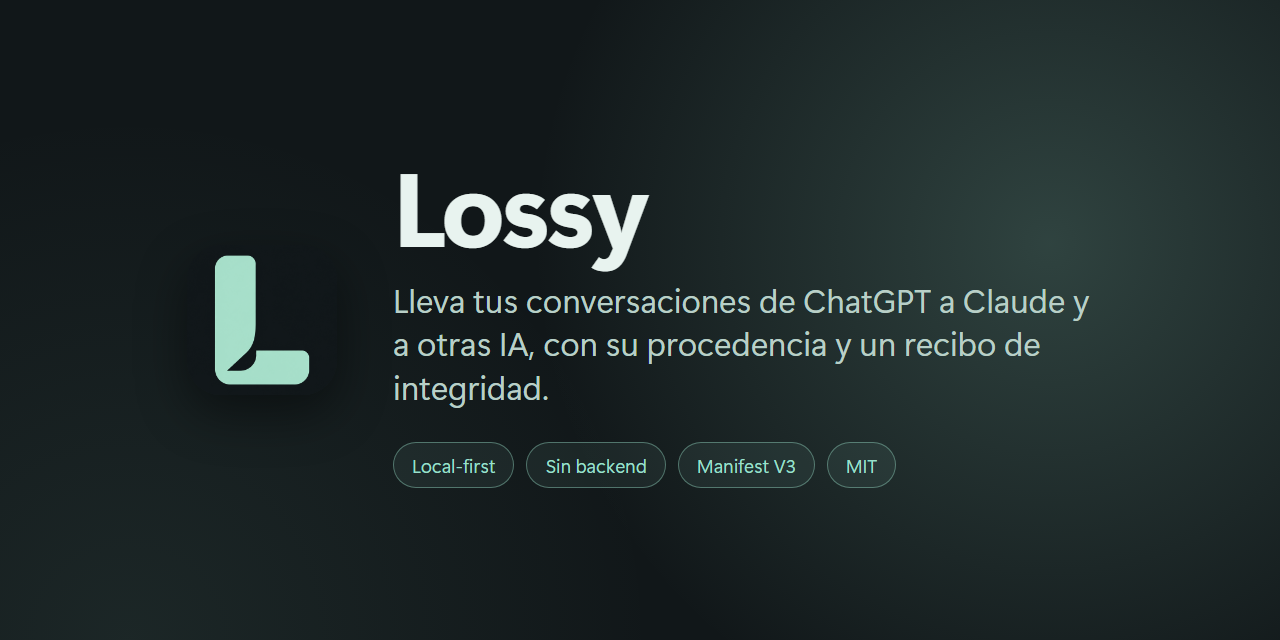 Lossy
Lleva tus conversaciones de ChatGPT a Claude y
a otras IA, con su procedencia y un recibo de
integridad.
Local-first
Sin backend
Manifest V3
MIT